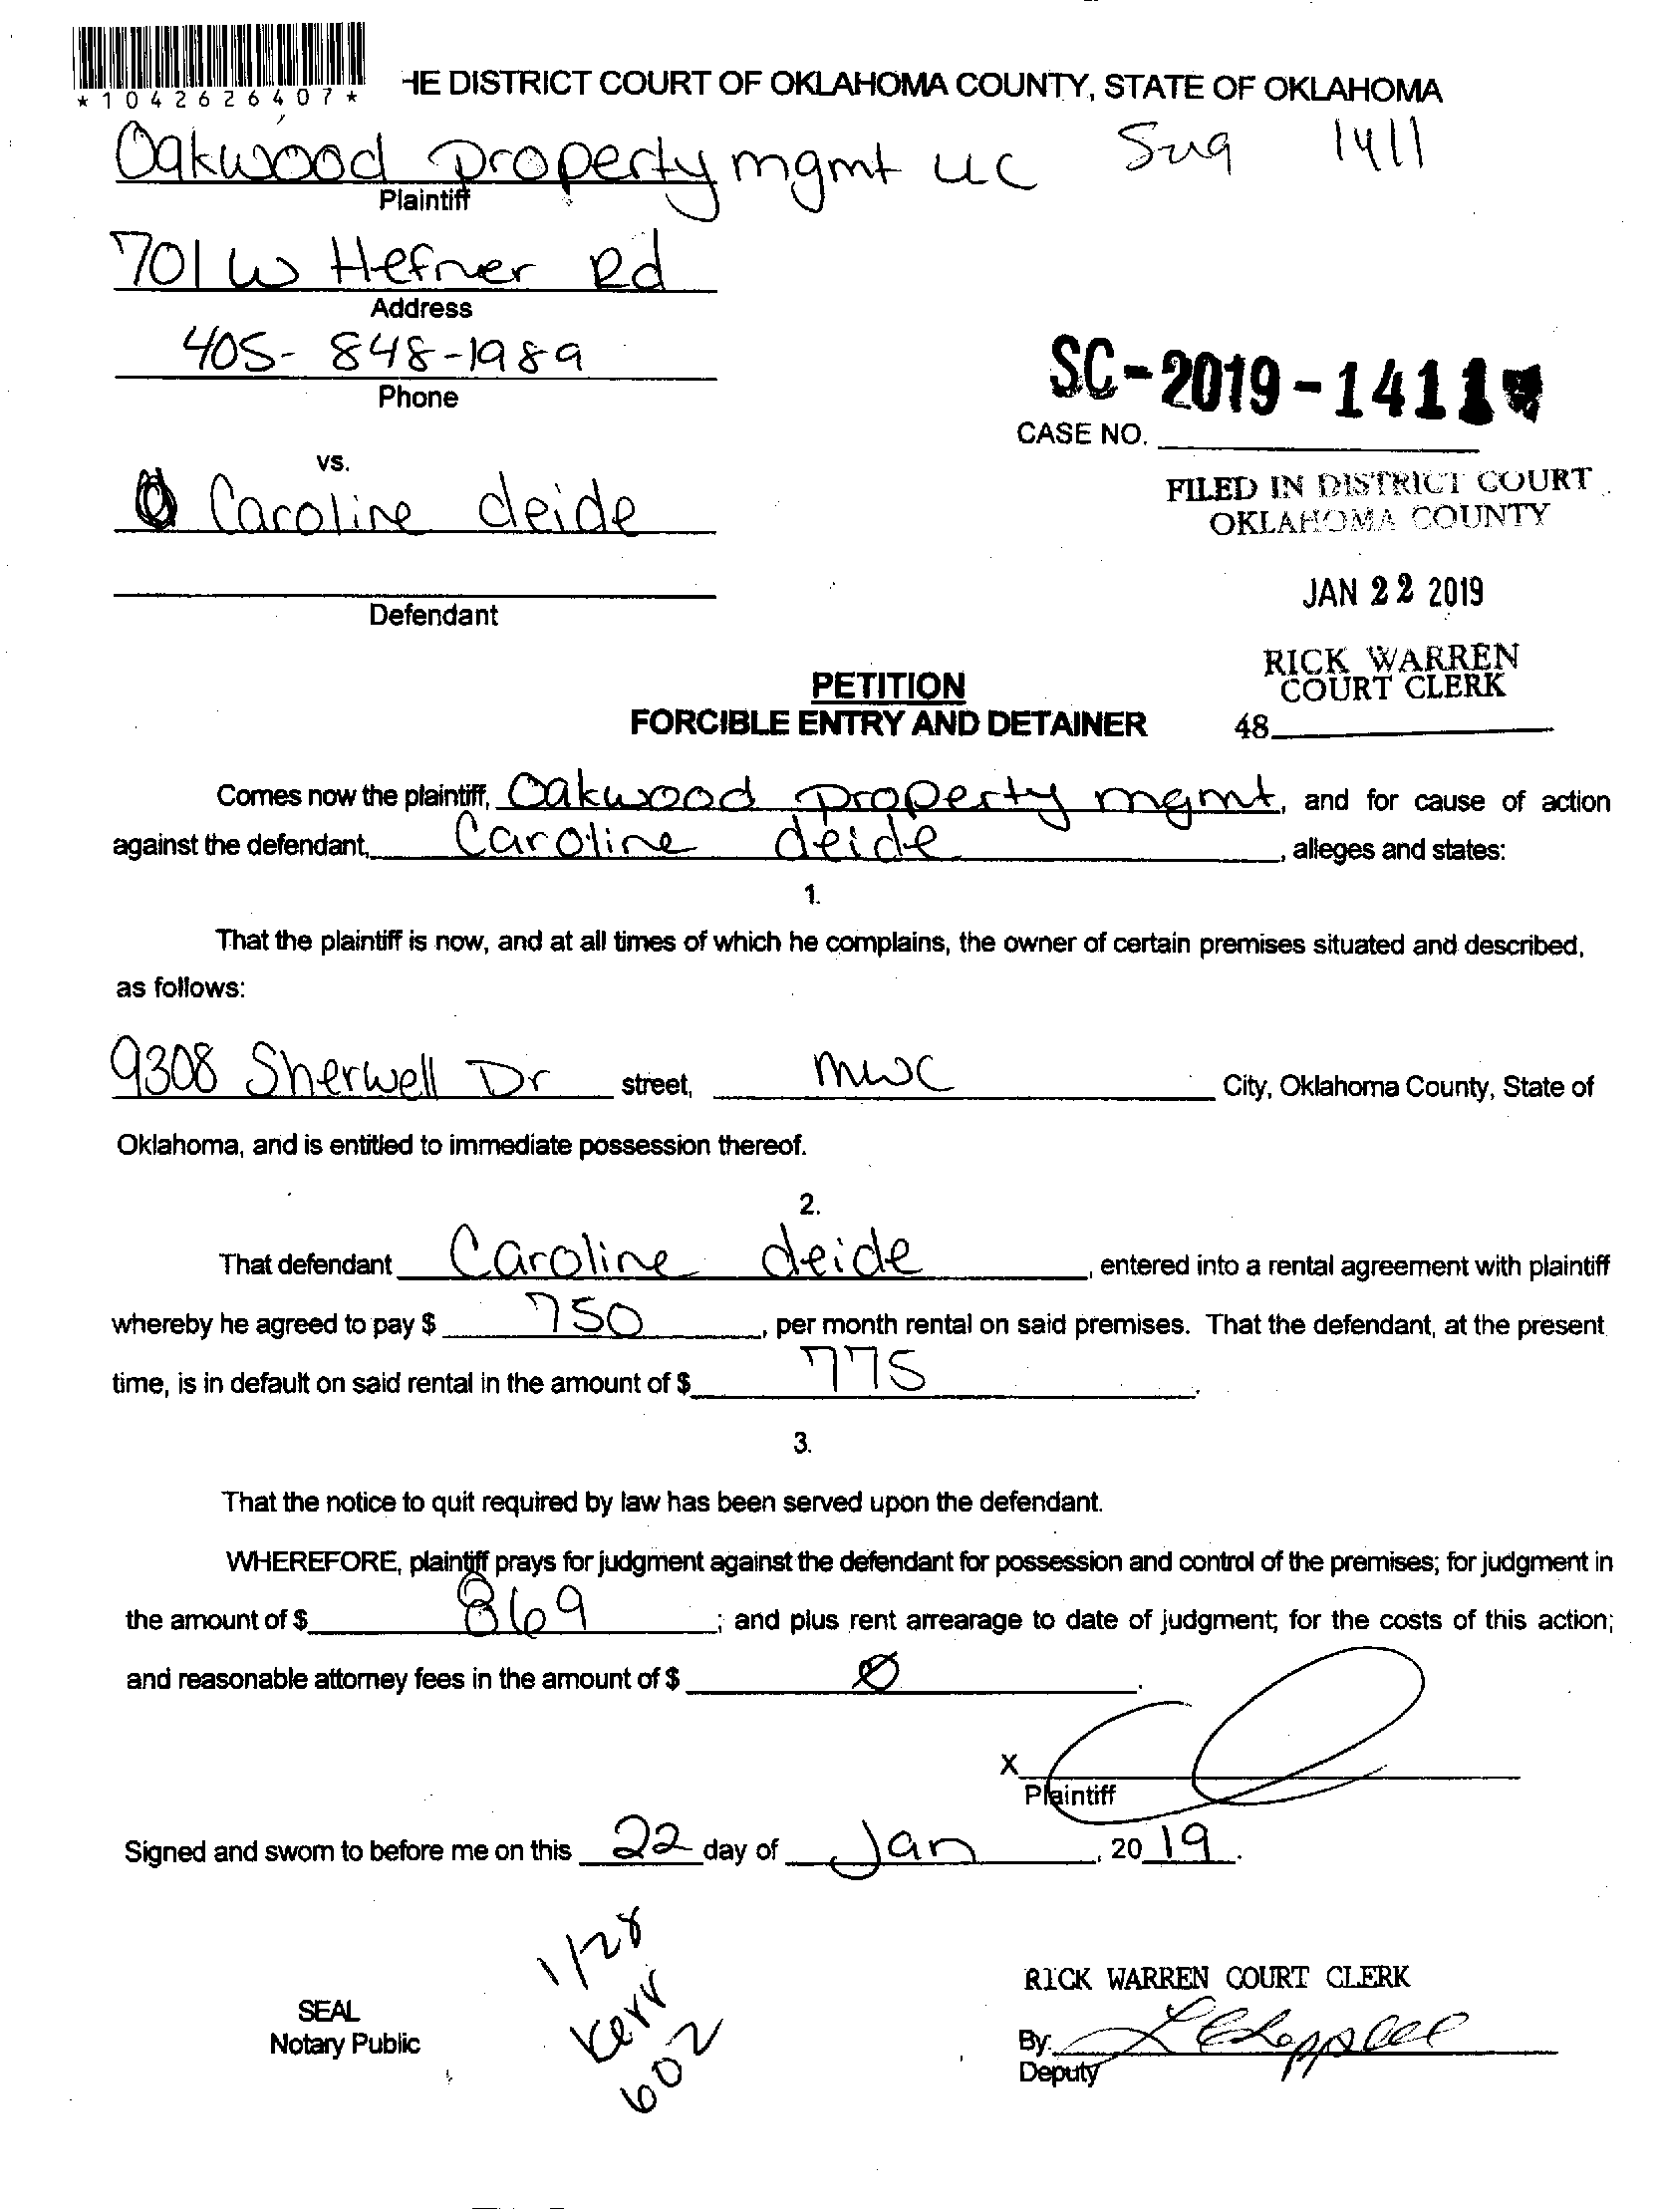 *1042626407*
HE DISTRICT COURT OF OKLAHOMA COUNTY, STATE OF OKLAHOMA
Oakwood property mgmt LLC 1411
Plaintiff
701 W Hefner Rd
Address
405-848-1989
Phone
SC-2019-1411
CASE NO.
vs.
Caroline deide
FILED IN DISTRICT COURT
OKLAHOMA COUNTY
JAN 22 2019
Defendant
RICK WARREN
COURT CLERK
PETITION
FORCIBLE ENTRY AND DETAINER 48
Comes now the plaintiff, Oakwood property mgmt, and for cause of action
against the defendant, Caroline deide, alleges and states:
1.
That the plaintiff is now, and at all times of which he complains, the owner of certain premises situated and described,
as follows:
9308 Sherwell Dr street, mwc City, Oklahoma County, State of
Oklahoma, and is entitled to immediate possession thereof.
2.
That defendant Caroline deide, entered into a rental agreement with plaintiff
whereby he agreed to pay $ 750, per month rental on said premises. That the defendant, at the present
time, is in default on said rental in the amount of $ 775.
3.
That the notice to quit required by law has been served upon the defendant.
WHEREFORE, plaintiff prays for judgment against the defendant for possession and control of the premises; for judgment in
the amount of $ 869; and plus rent arrearage to date of judgment; for the costs of this action;
and reasonable attorney fees in the amount of $ 0.
X
Plaintiff
Signed and sworn to before me on this 22 day of Jan, 2019.
1/28
Kerr
602
SEAL
Notary Public
RICK WARREN COURT CLERK
By:
Deputy